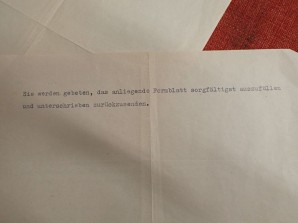 Sie werden gebeten, das anliegende Formblatt sorgfältigst auszufüllen
und unterschrieben zurückzusenden.